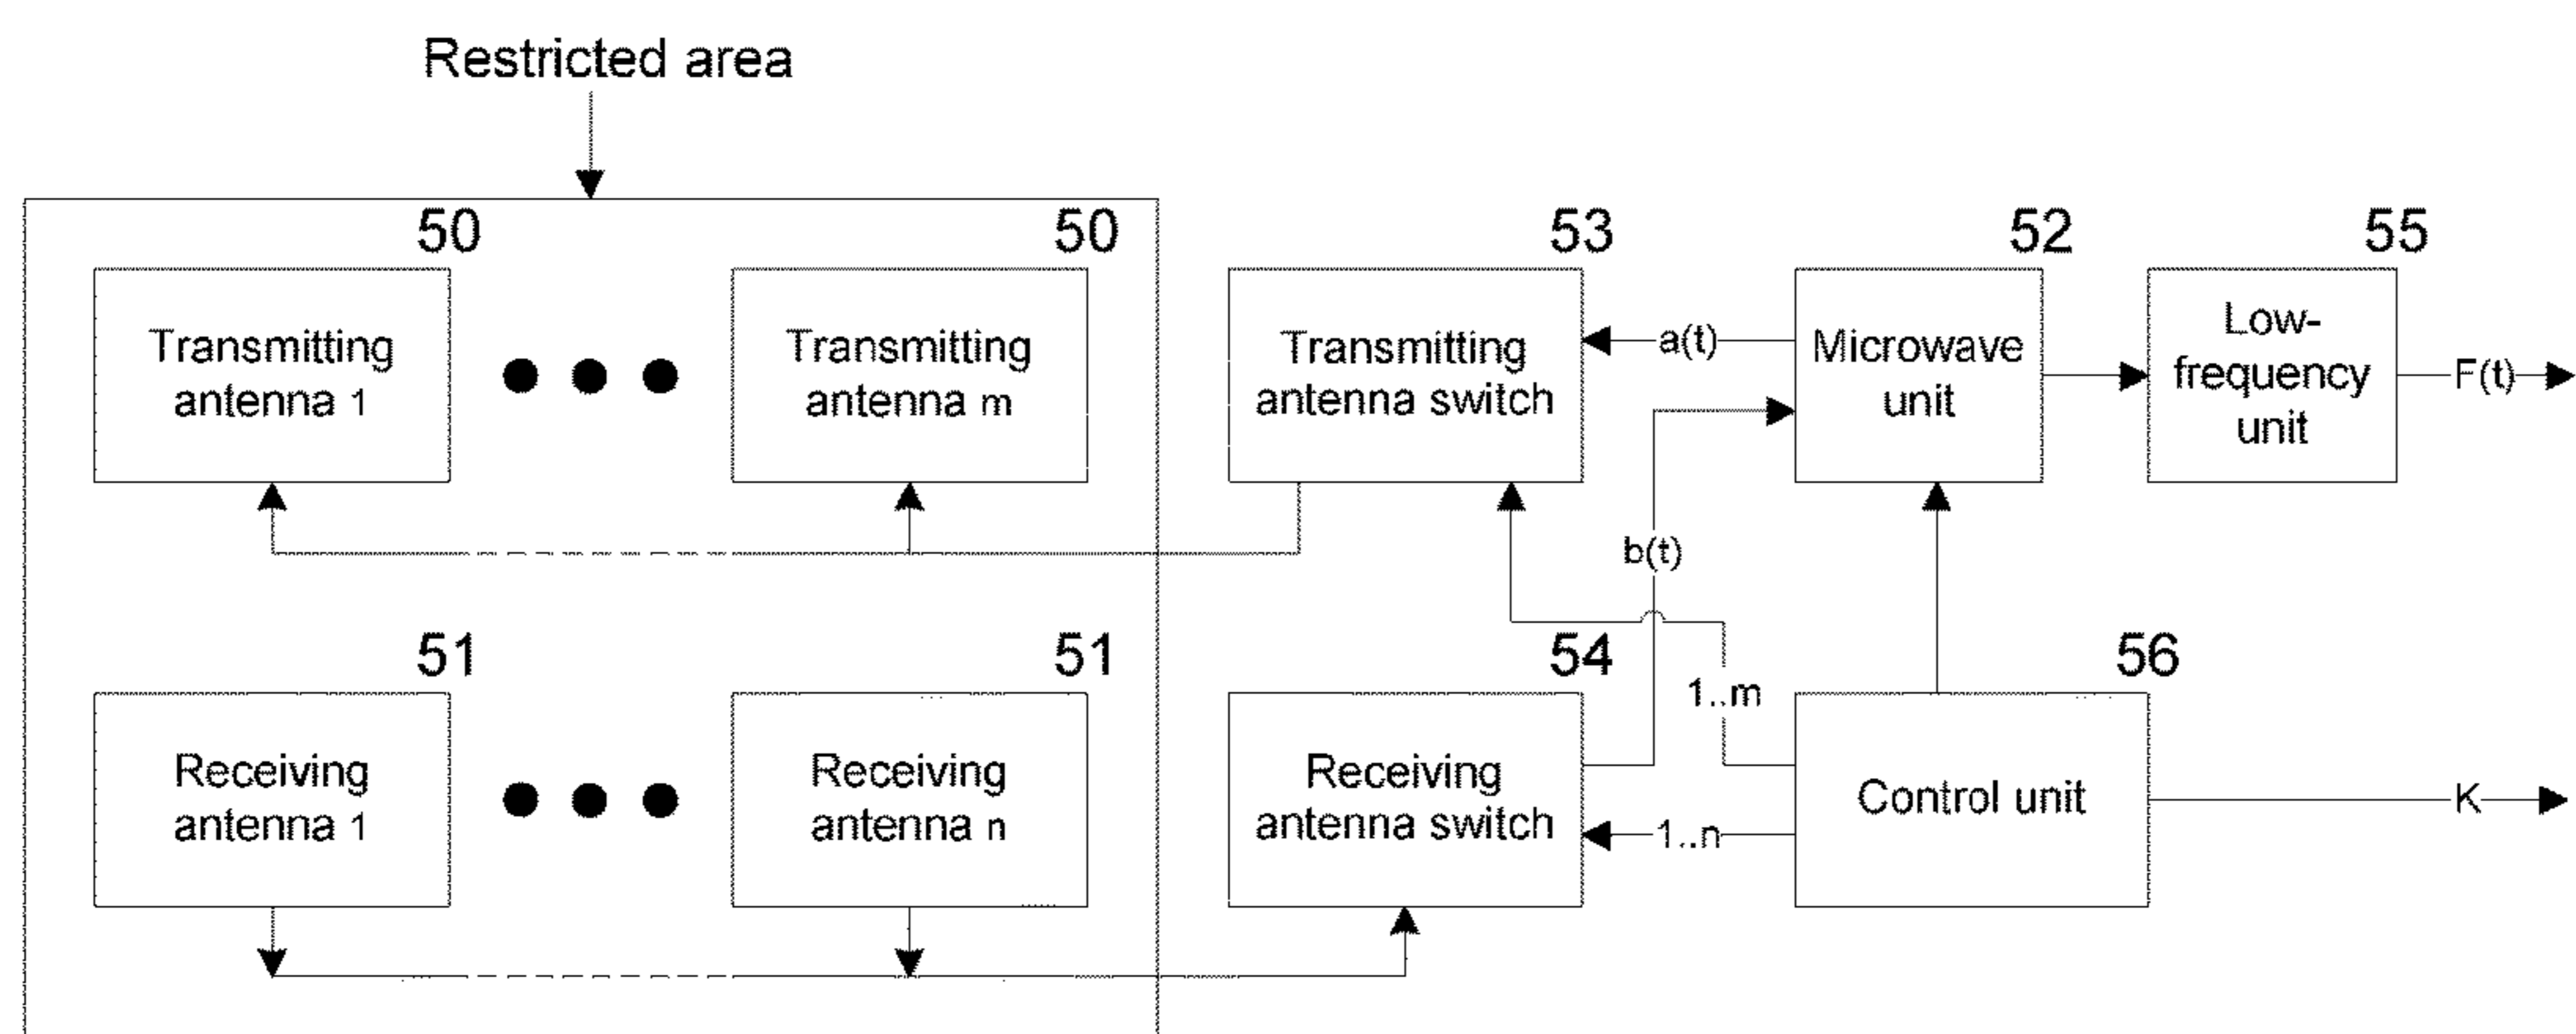 Restricted area
50
50
53
52
55
Transmitting
antenna 1
Transmitting
antenna m
Transmitting
antenna switch
a(t)
Microwave
unit
Low-
frequency
unit
F(t)
b(t)
51
51
54
56
1..m
Receiving
antenna 1
Receiving
antenna n
Receiving
antenna switch
1..n
Control unit
K